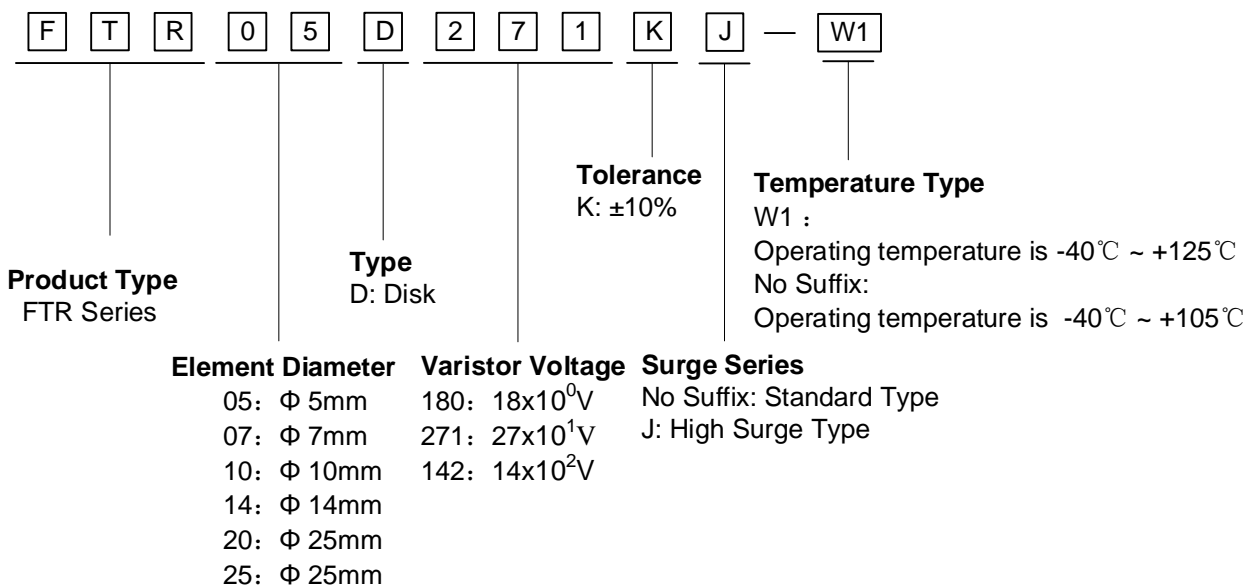 F T R 0 5 D 2 7 1 K J — W1
Tolerance
K: ±10%
Temperature Type
W1：
Operating temperature is -40℃ ~ +125℃
No Suffix:
Operating temperature is -40℃ ~ +105℃
Type
D: Disk
Product Type
FTR Series
Element Diameter
05：Φ 5mm
07：Φ 7mm
10：Φ 10mm
14：Φ 14mm
20：Φ 25mm
25：Φ 25mm
Varistor Voltage
180：18x10⁰V
271：27x10¹V
142：14x10²V
Surge Series
No Suffix: Standard Type
J: High Surge Type